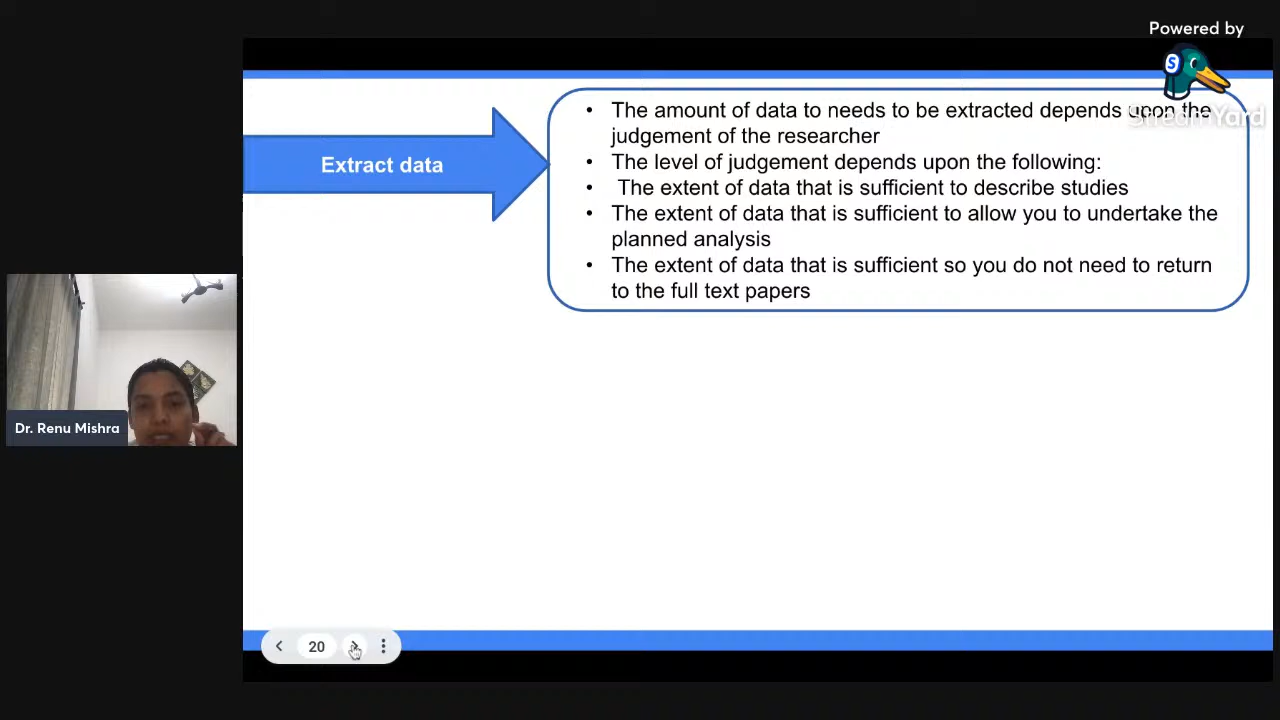 Powered by
StreamYard
Extract data
• The amount of data to needs to be extracted depends upon the
judgement of the researcher
• The level of judgement depends upon the following:
• The extent of data that is sufficient to describe studies
• The extent of data that is sufficient to allow you to undertake the
planned analysis
• The extent of data that is sufficient so you do not need to return
to the full text papers
Dr. Renu Mishra
20